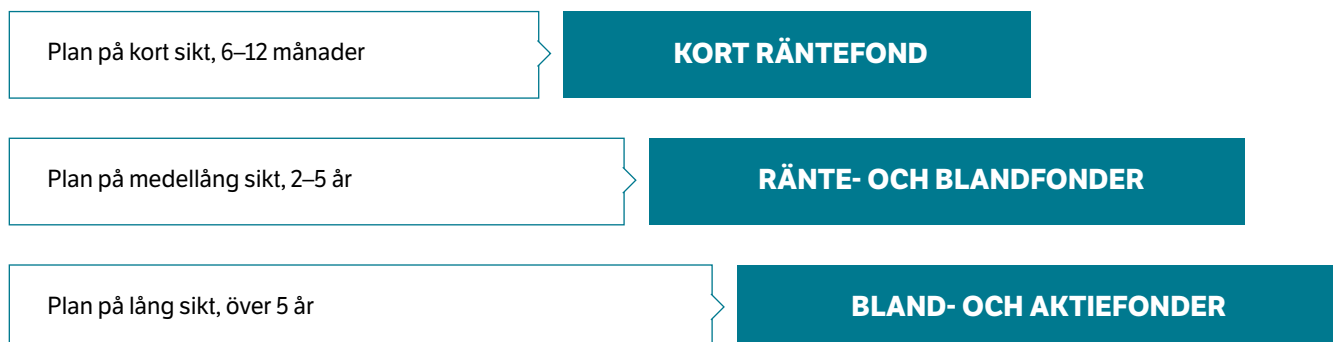 Plan på kort sikt, 6–12 månader
KORT RÄNTEFOND
Plan på medellång sikt, 2–5 år
RÄNTE- OCH BLANDFONDER
Plan på lång sikt, över 5 år
BLAND- OCH AKTIEFONDER